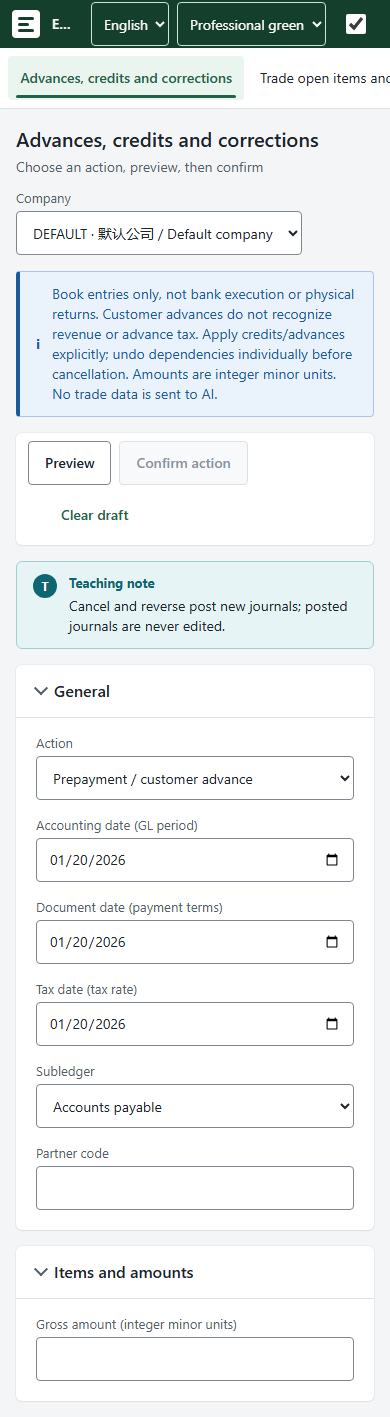 E...
English
Professional green
Advances, credits and corrections
Trade open items and
Advances, credits and corrections
Choose an action, preview, then confirm
Company
DEFAULT · 默认公司 / Default company
i
Book entries only, not bank execution or physical
returns. Customer advances do not recognize
revenue or advance tax. Apply credits/advances
explicitly; undo dependencies individually before
cancellation. Amounts are integer minor units.
No trade data is sent to AI.
Preview
Confirm action
Clear draft
T
Teaching note
Cancel and reverse post new journals; posted
journals are never edited.
General
Action
Prepayment / customer advance
Accounting date (GL period)
01/20/2026
Document date (payment terms)
01/20/2026
Tax date (tax rate)
01/20/2026
Subledger
Accounts payable
Partner code
Items and amounts
Gross amount (integer minor units)